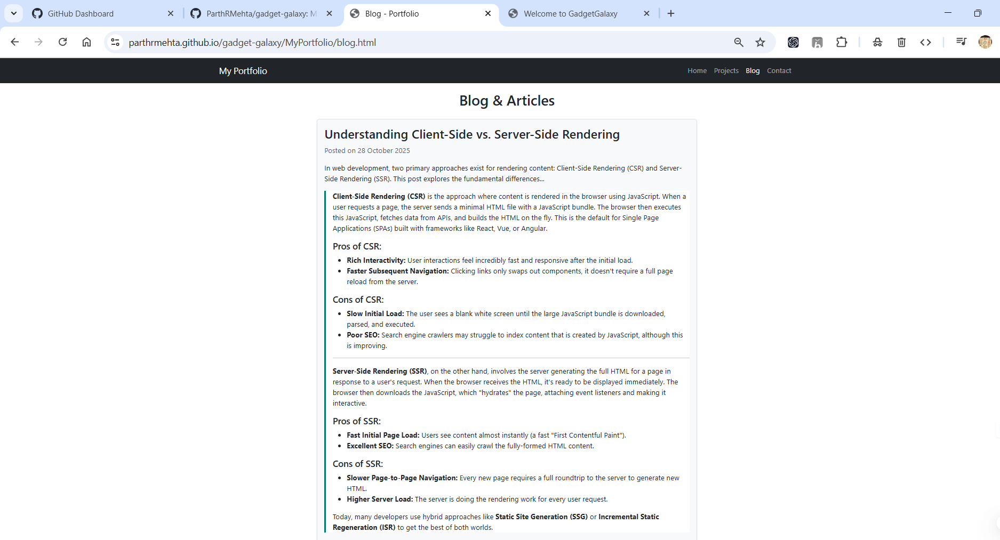 GitHub Dashboard
ParthRMehta/gadget-galaxy: M
Blog - Portfolio
Welcome to GadgetGalaxy
parthrmehta.github.io/gadget-galaxy/MyPortfolio/blog.html
My Portfolio
Home Projects Blog Contact
Blog & Articles
Understanding Client-Side vs. Server-Side Rendering
Posted on 28 October 2025
In web development, two primary approaches exist for rendering content: Client-Side Rendering (CSR) and Server-
Side Rendering (SSR). This post explores the fundamental differences...
Client-Side Rendering (CSR) is the approach where content is rendered in the browser using JavaScript. When a
user requests a page, the server sends a minimal HTML file with a JavaScript bundle. The browser then executes
this JavaScript, fetches data from APIs, and builds the HTML on the fly. This is the default for Single Page
Applications (SPAs) built with frameworks like React, Vue, or Angular.
Pros of CSR:
• Rich Interactivity: User interactions feel incredibly fast and responsive after the initial load.
• Faster Subsequent Navigation: Clicking links only swaps out components, it doesn't require a full page
reload from the server.
Cons of CSR:
• Slow Initial Load: The user sees a blank white screen until the large JavaScript bundle is downloaded,
parsed, and executed.
• Poor SEO: Search engine crawlers may struggle to index content that is created by JavaScript, although this
is improving.
Server-Side Rendering (SSR), on the other hand, involves the server generating the full HTML for a page in
response to a user's request. When the browser receives the HTML, it's ready to be displayed immediately. The
browser then downloads the JavaScript, which "hydrates" the page, attaching event listeners and making it
interactive.
Pros of SSR:
• Fast Initial Page Load: Users see content almost instantly (a fast "First Contentful Paint").
• Excellent SEO: Search engines can easily crawl the fully-formed HTML content.
Cons of SSR:
• Slower Page-to-Page Navigation: Every new page requires a full roundtrip to the server to generate new
HTML.
• Higher Server Load: The server is doing the rendering work for every user request.
Today, many developers use hybrid approaches like Static Site Generation (SSG) or Incremental Static
Regeneration (ISR) to get the best of both worlds.